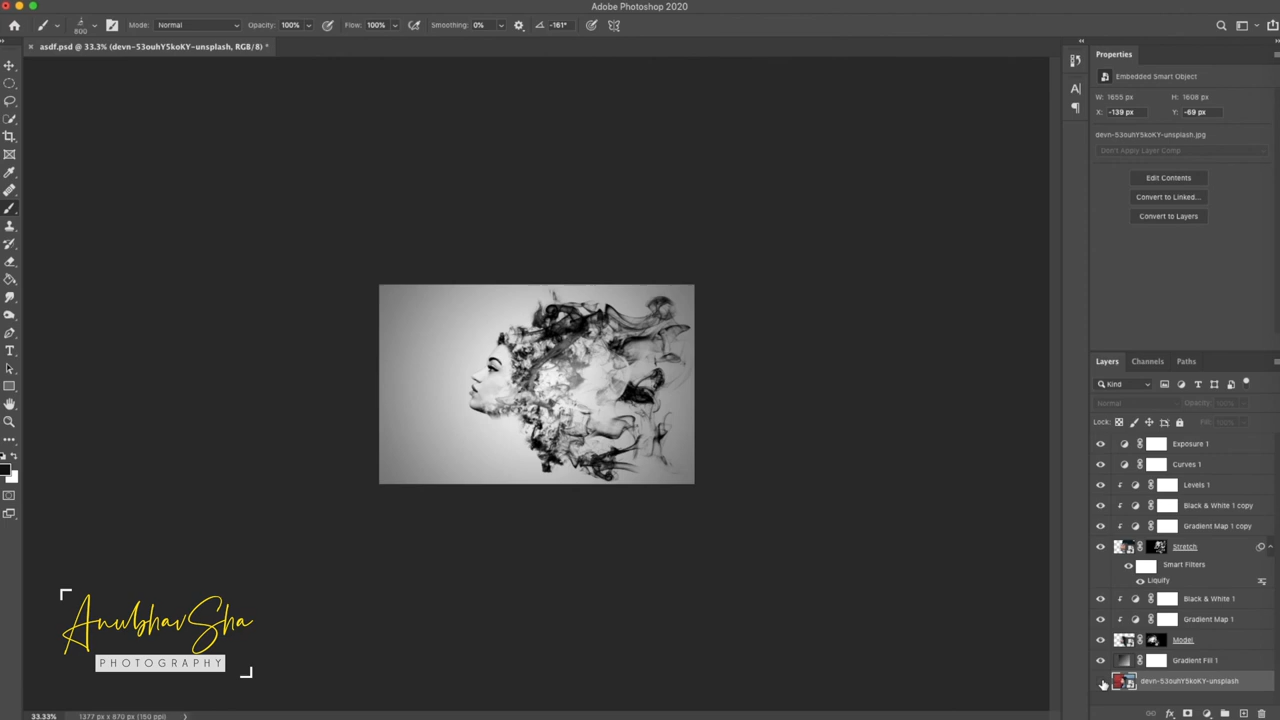 Adobe Photoshop 2020
800
Mode: Normal
Opacity: 100%
Flow: 100%
Smoothing: 0%
-161°
× asdf.psd @ 33.3% (devn-53ouhY5koKY-unsplash, RGB/8) *
Properties
Embedded Smart Object
W: 1655 px
H: 1608 px
X: -139 px
Y: -69 px
devn-53ouhY5koKY-unsplash.jpg
Don't Apply Layer Comp
Edit Contents
Convert to Linked...
Convert to Layers
Layers
Channels
Paths
Kind
Normal
Opacity: 100%
Lock:
Fill: 100%
Exposure 1
Curves 1
Levels 1
Black & White 1 copy
Gradient Map 1 copy
Stretch
Smart Filters
Liquify
Black & White 1
Gradient Map 1
Model
Gradient Fill 1
devn-53ouhY5koKY-unsplash
fx
AnubhavSha
PHOTOGRAPHY
33.33%
1377 px x 870 px (150 ppi)